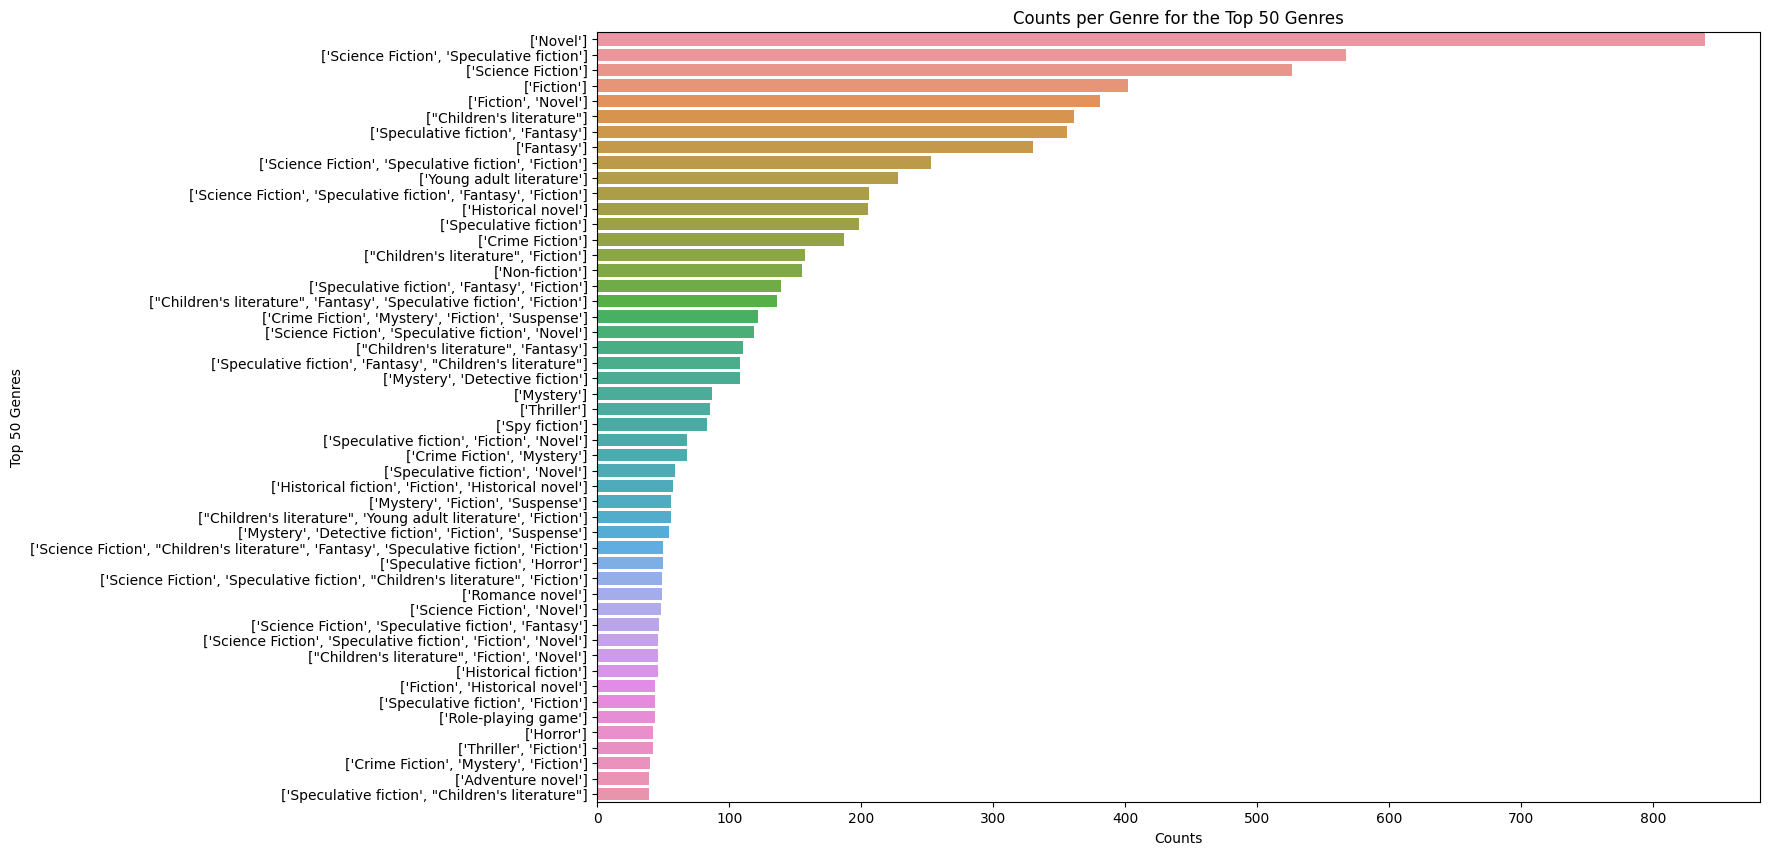 Counts per Genre for the Top 50 Genres
['Novel']
['Science Fiction', 'Speculative fiction']
['Science Fiction']
['Fiction']
['Fiction', 'Novel']
["Children's literature"]
['Speculative fiction', 'Fantasy']
['Fantasy']
['Science Fiction', 'Speculative fiction', 'Fiction']
['Young adult literature']
['Science Fiction', 'Speculative fiction', 'Fantasy', 'Fiction']
['Historical novel']
['Speculative fiction']
['Crime Fiction']
["Children's literature", 'Fiction']
['Non-fiction']
['Speculative fiction', 'Fantasy', 'Fiction']
["Children's literature", 'Fantasy', 'Speculative fiction', 'Fiction']
['Crime Fiction', 'Mystery', 'Fiction', 'Suspense']
['Science Fiction', 'Speculative fiction', 'Novel']
["Children's literature", 'Fantasy']
['Speculative fiction', 'Fantasy', "Children's literature"]
['Mystery', 'Detective fiction']
['Mystery']
['Thriller']
['Spy fiction']
['Speculative fiction', 'Fiction', 'Novel']
['Crime Fiction', 'Mystery']
['Speculative fiction', 'Novel']
['Historical fiction', 'Fiction', 'Historical novel']
['Mystery', 'Fiction', 'Suspense']
["Children's literature", 'Young adult literature', 'Fiction']
['Mystery', 'Detective fiction', 'Fiction', 'Suspense']
['Science Fiction', "Children's literature", 'Fantasy', 'Speculative fiction', 'Fiction']
['Speculative fiction', 'Horror']
['Science Fiction', 'Speculative fiction', "Children's literature", 'Fiction']
['Romance novel']
['Science Fiction', 'Novel']
['Science Fiction', 'Speculative fiction', 'Fantasy']
['Science Fiction', 'Speculative fiction', 'Fiction', 'Novel']
["Children's literature", 'Fiction', 'Novel']
['Historical fiction']
['Fiction', 'Historical novel']
['Speculative fiction', 'Fiction']
['Role-playing game']
['Horror']
['Thriller', 'Fiction']
['Crime Fiction', 'Mystery', 'Fiction']
['Adventure novel']
['Speculative fiction', "Children's literature"]
Top 50 Genres
0 100 200 300 400 500 600 700 800
Counts